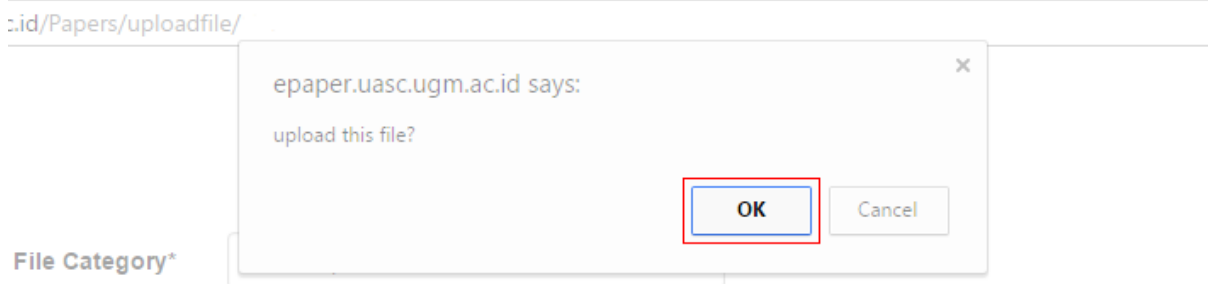 c.id/Papers/uploadfile/
epaper.uasc.ugm.ac.id says:
upload this file?
OK Cancel
File Category*